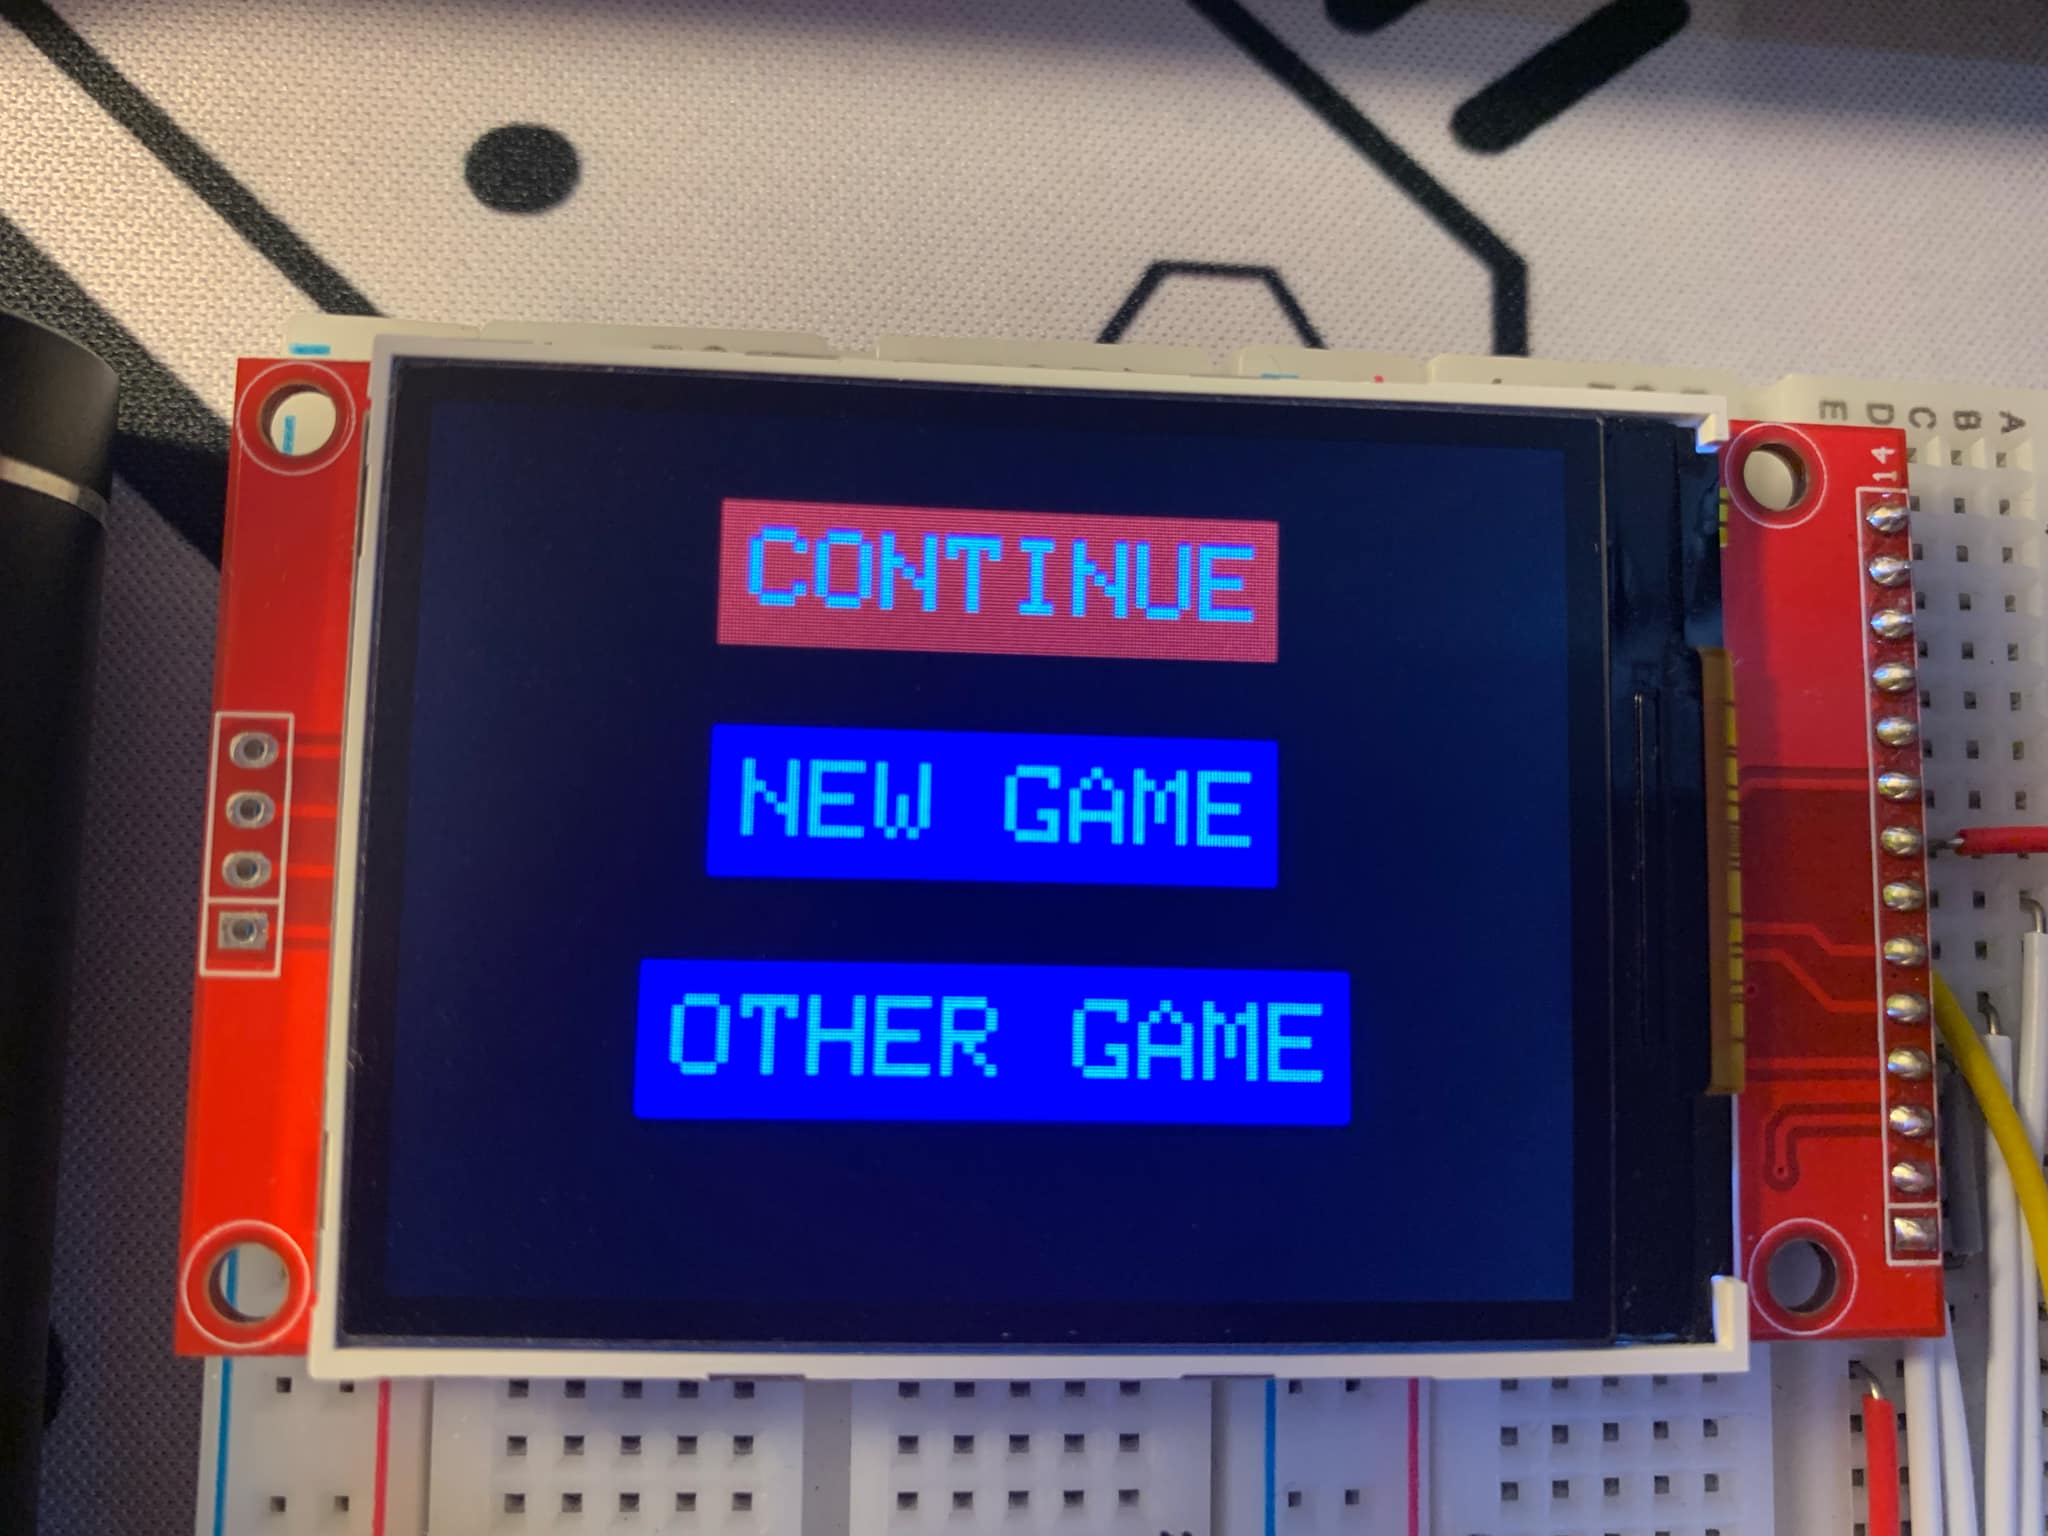 CONTINUE
NEW GAME
OTHER GAME
E D C B A
14